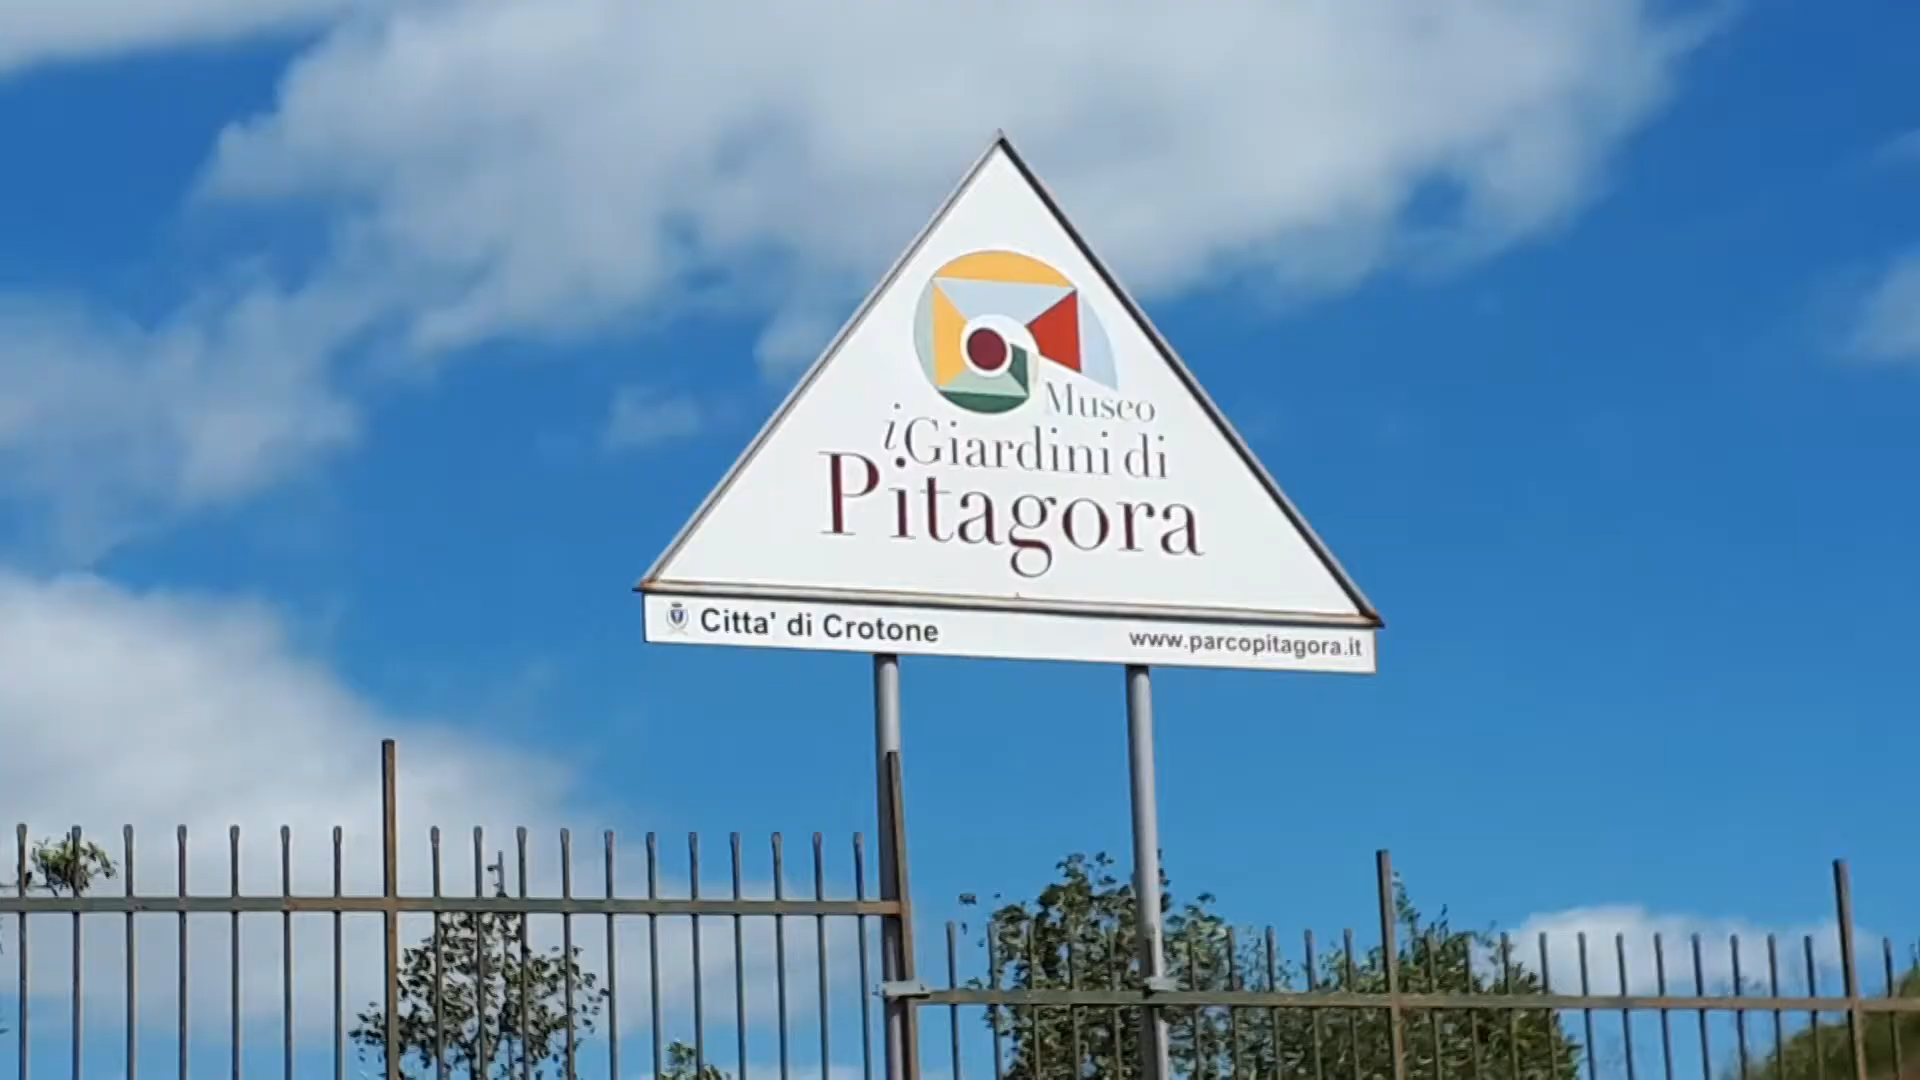 Museo
i Giardini di
Pitagora
Citta' di Crotone
www.parcopitagora.it